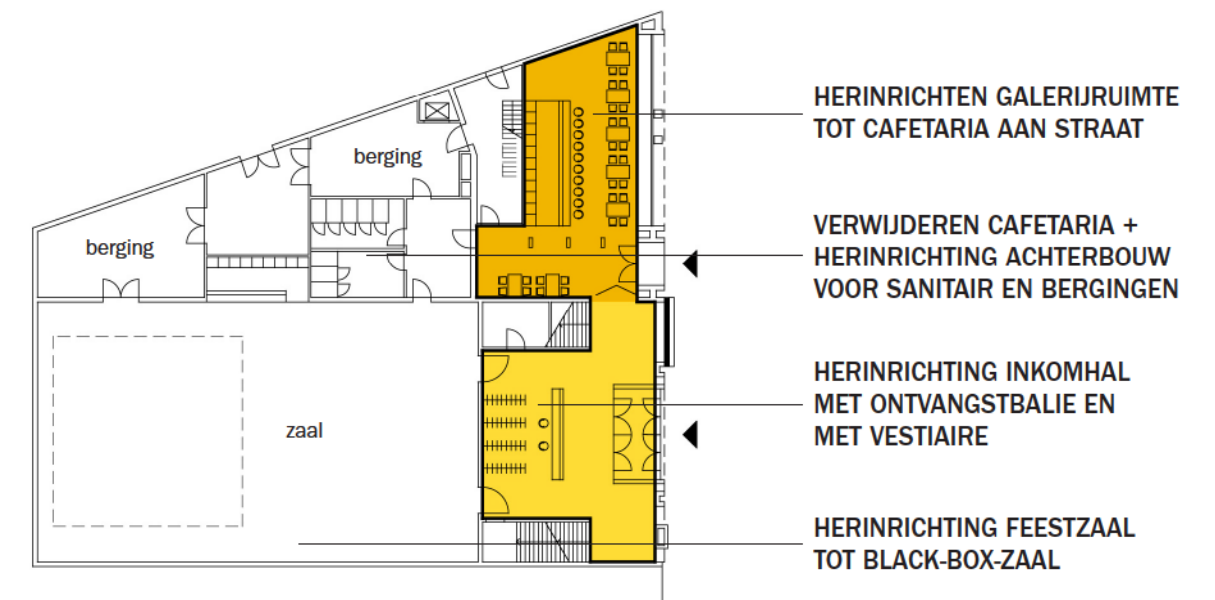 HERINRICHTEN GALERIJRUIMTE
TOT CAFETARIA AAN STRAAT
berging
VERWIJDEREN CAFETARIA +
HERINRICHTING ACHTERBOUW
VOOR SANITAIR EN BERGINGEN
berging
HERINRICHTING INKOMHAL
MET ONTVANGSTBALIE EN
MET VESTIAIRE
zaal
HERINRICHTING FEESTZAAL
TOT BLACK-BOX-ZAAL